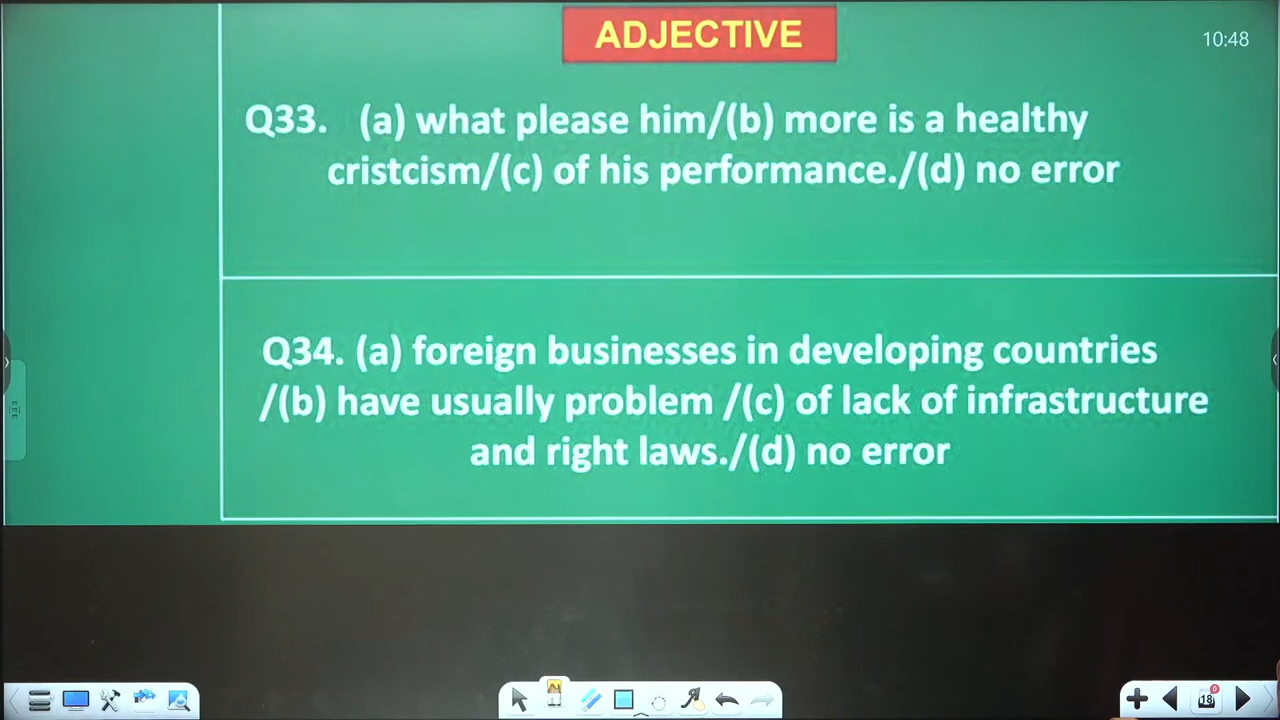 ADJECTIVE
10:48
Q33. (a) what please him/(b) more is a healthy
cristcism/(c) of his performance./(d) no error
Q34. (a) foreign businesses in developing countries
/(b) have usually problem /(c) of lack of infrastructure
and right laws./(d) no error
18